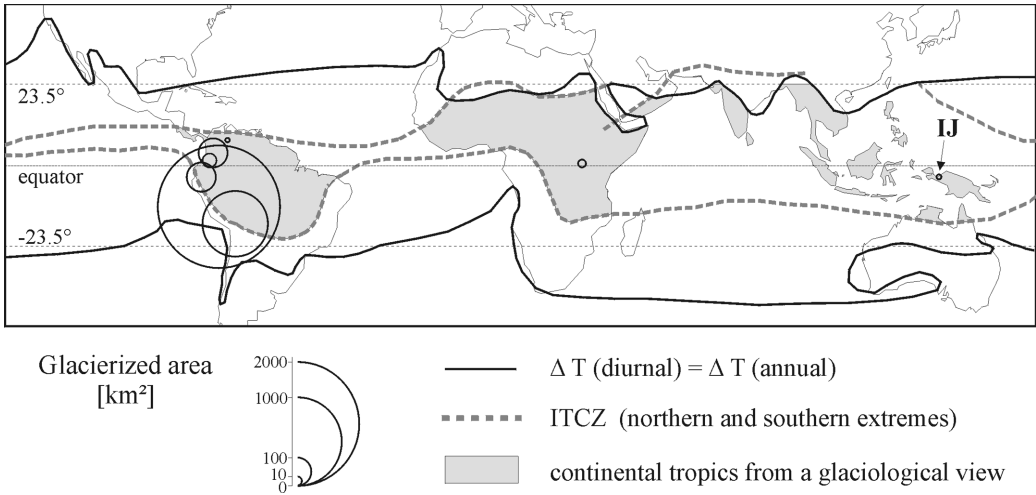 23.5°
IJ
equator
-23.5°
Glacierized area
[km²]
2000
1000
100
10
0
Δ T (diurnal) = Δ T (annual)
ITCZ (northern and southern extremes)
continental tropics from a glaciological view